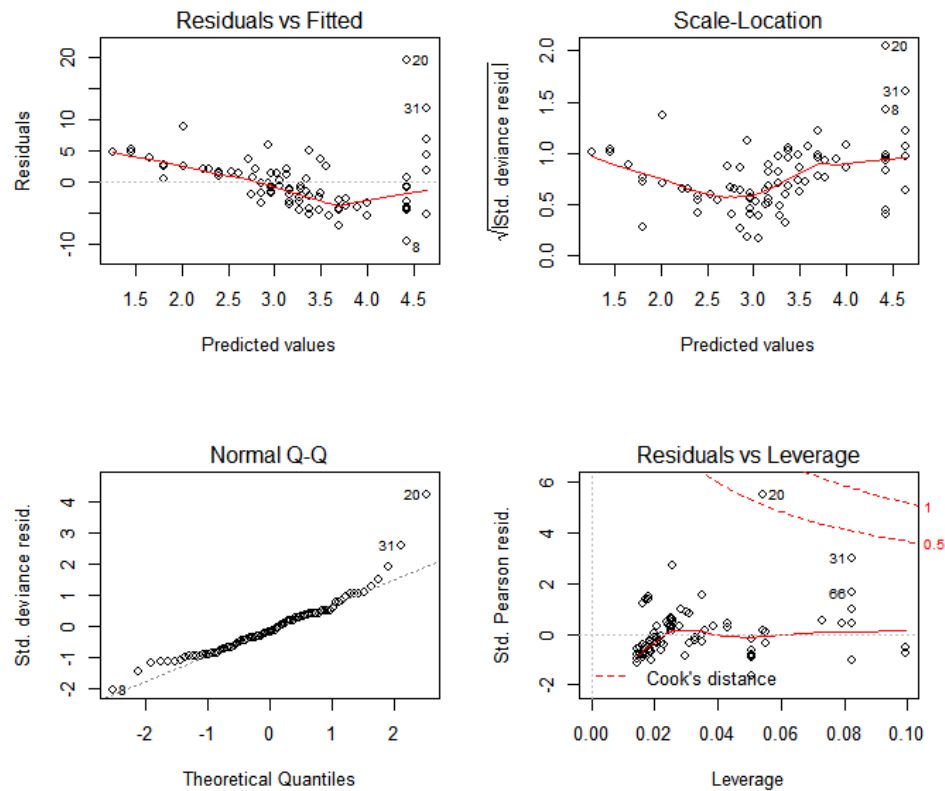 Residuals vs Fitted
Residuals
20
10
5
0
-10
20
31
8
1.5 2.0 2.5 3.0 3.5 4.0 4.5
Predicted values
Scale-Location
√|Std. deviance resid.|
2.0
1.5
1.0
0.5
0.0
20
31
8
1.5 2.0 2.5 3.0 3.5 4.0 4.5
Predicted values
Normal Q-Q
Std. deviance resid.
4
3
2
1
0
-1
-2
20
31
8
-2 -1 0 1 2
Theoretical Quantiles
Residuals vs Leverage
Std. Pearson resid.
6
4
2
0
-2
20
31
66
1
0.5
Cook's distance
0.00 0.02 0.04 0.06 0.08 0.10
Leverage